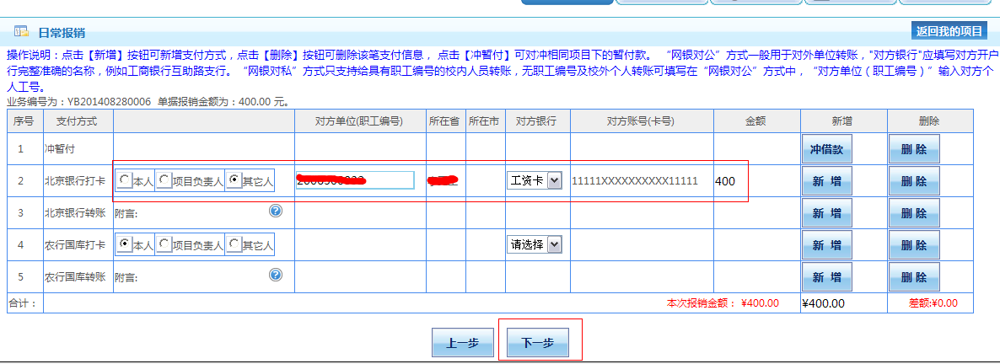 日常报销
返回我的项目
操作说明：点击【新增】按钮可新增支付方式，点击【删除】按钮可删除该笔支付信息， 点击【冲暂付】可对冲相同项目下的暂付款。 “网银对公”方式一般用于对外单位转账，"对方银行"应填写对方开户
行完整准确的名称，例如工商银行互助路支行。 “网银对私”方式只支持给具有职工编号的校内人员转账，无职工编号及校外个人转账可填写在“网银对公”方式中， “对方单位（职工编号）”输入对方个
人工号。
业务编号为：YB201408280006 单据报销金额为：400.00 元。
序号 支付方式 对方单位(职工编号) 所在省 所在市 对方银行 对方账号(卡号) 金额 新增 删除
1 冲暂付 冲借款 删 除
2 北京银行打卡 本人 项目负责人 其它人 工资卡 11111XXXXXXXXXX11111 400 新 增 删 除
3 北京银行转账 附言: 新 增 删 除
4 农行国库打卡 本人 项目负责人 其它人 请选择 新 增 删 除
5 农行国库转账 附言: 新 增 删 除
合计： 本次报销金额： ¥400.00 ¥400.00 差额:¥0.00
上一步 下一步